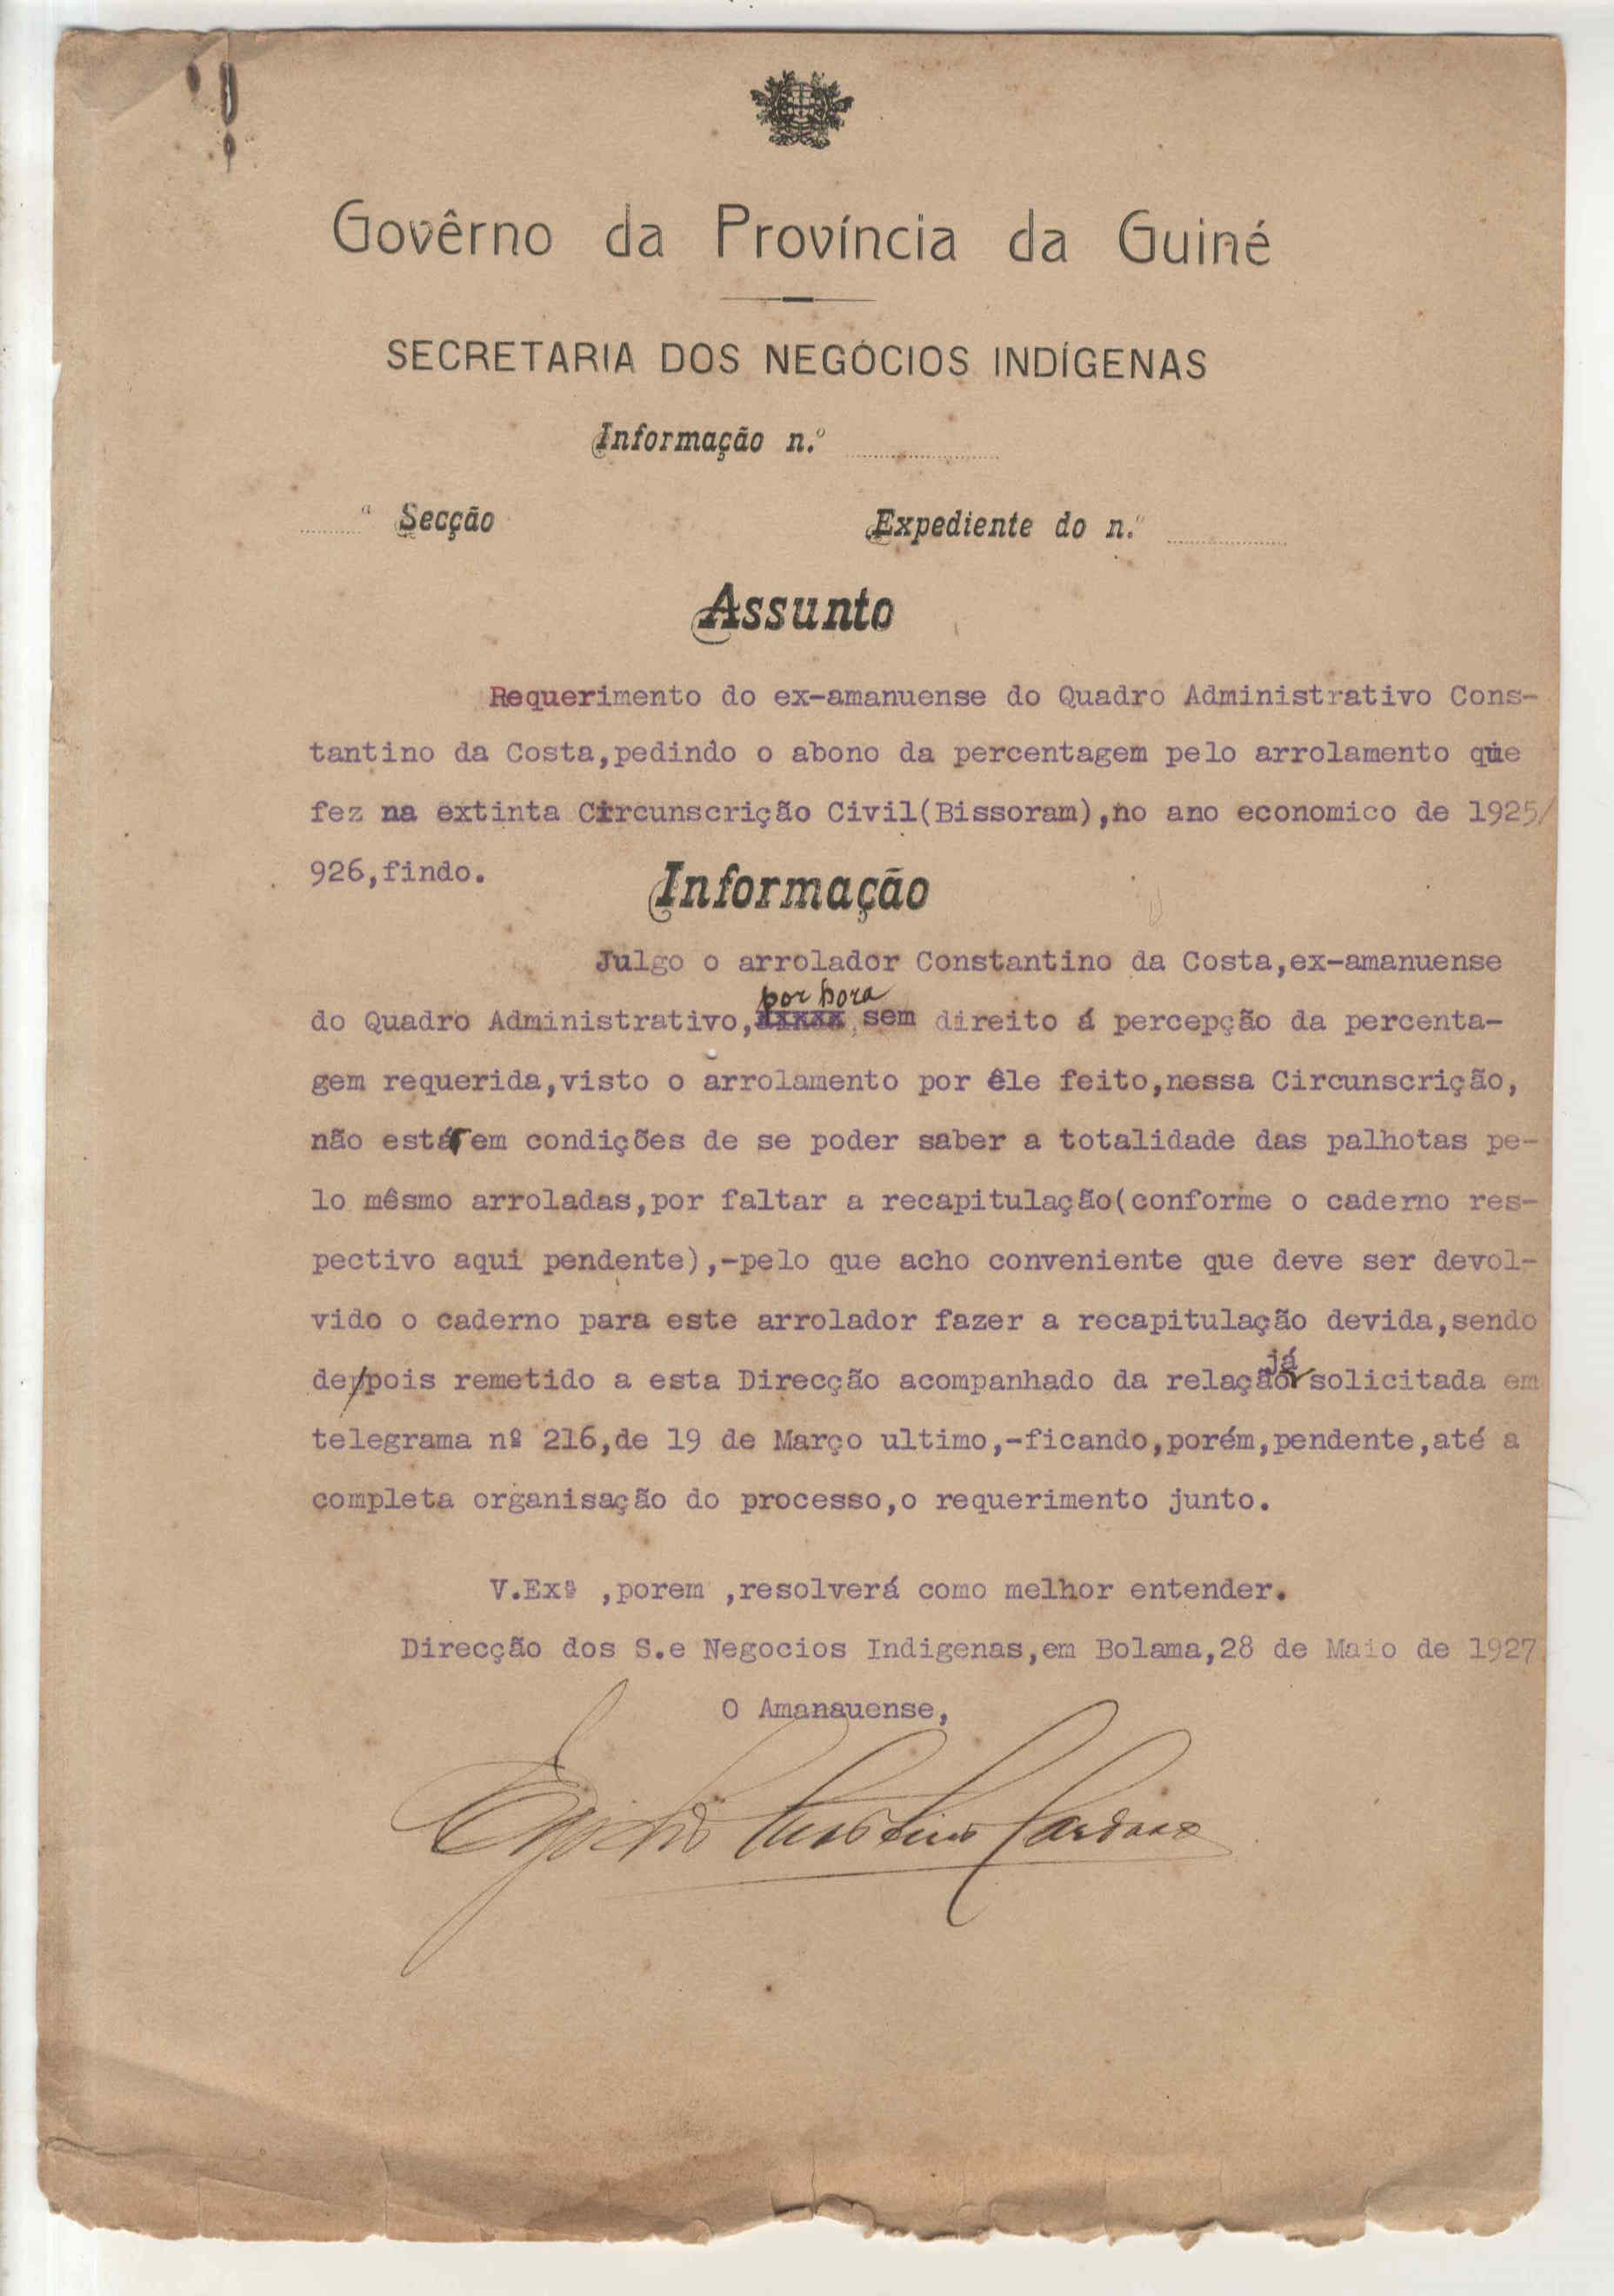 Govêrno da Província da Guiné
SECRETARIA DOS NEGÓCIOS INDÍGENAS
Informação n.º
ª Secção Expediente do n.º
Assunto
Requerimento do ex-amanuense do Quadro Administrativo Cons-
tantino da Costa,pedindo o abono da percentagem pelo arrolamento que
fez na extinta Circunscrição Civil(Bissoram),no ano economico de 1925/
926,findo.
Informação
Julgo o arrolador Constantino da Costa,ex-amanuense
por hora
do Quadro Administrativo,xxxxx,sem direito á percepção da percenta-
gem requerida,visto o arrolamento por êle feito,nessa Circunscrição,
não estár em condições de se poder saber a totalidade das palhotas pe-
lo mêsmo arroladas,por faltar a recapitulação(conforme o caderno res-
pectivo aqui pendente),-pelo que acho conveniente que deve ser devol-
vido o caderno para este arrolador fazer a recapitulação devida,sendo
já
depois remetido a esta Direcção acompanhado da relação solicitada em
telegrama nº 216,de 19 de Março ultimo,-ficando,porém,pendente,até a
completa organisação do processo,o requerimento junto.
V.Exª ,porem ,resolverá como melhor entender.
Direcção dos S.e Negocios Indigenas,em Bolama,28 de Maio de 1927
O Amanauense,
Cardoso